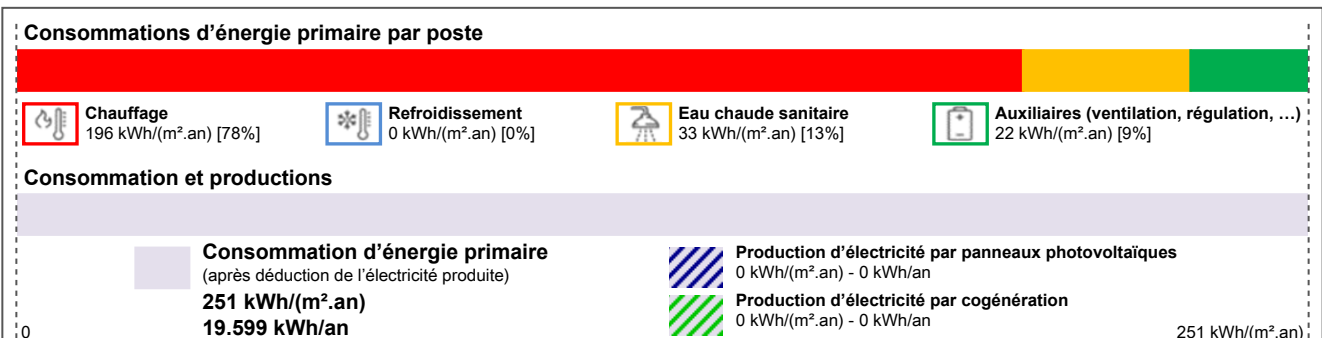 Consommations d’énergie primaire par poste
Chauffage
196 kWh/(m².an) [78%]
Refroidissement
0 kWh/(m².an) [0%]
Eau chaude sanitaire
33 kWh/(m².an) [13%]
Auxiliaires (ventilation, régulation, …)
22 kWh/(m².an) [9%]
Consommation et productions
Consommation d’énergie primaire
(après déduction de l’électricité produite)
251 kWh/(m².an)
19.599 kWh/an
Production d’électricité par panneaux photovoltaïques
0 kWh/(m².an) - 0 kWh/an
Production d’électricité par cogénération
0 kWh/(m².an) - 0 kWh/an
0
251 kWh/(m².an)